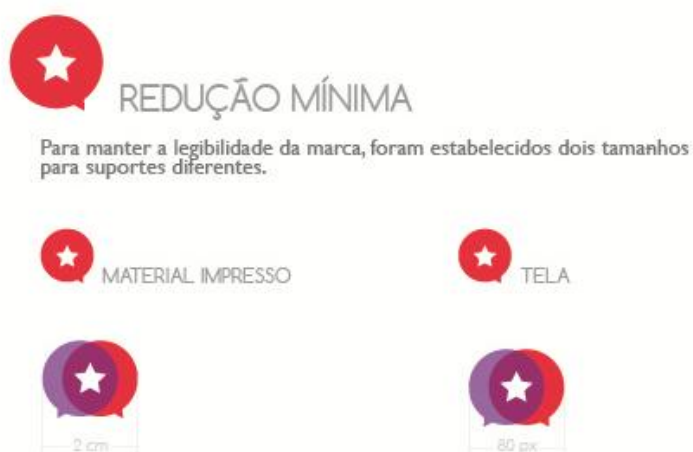 REDUÇÃO MÍNIMA
Para manter a legibilidade da marca, foram estabelecidos dois tamanhos
para suportes diferentes.
MATERIAL IMPRESSO
TELA
2 cm
80 px